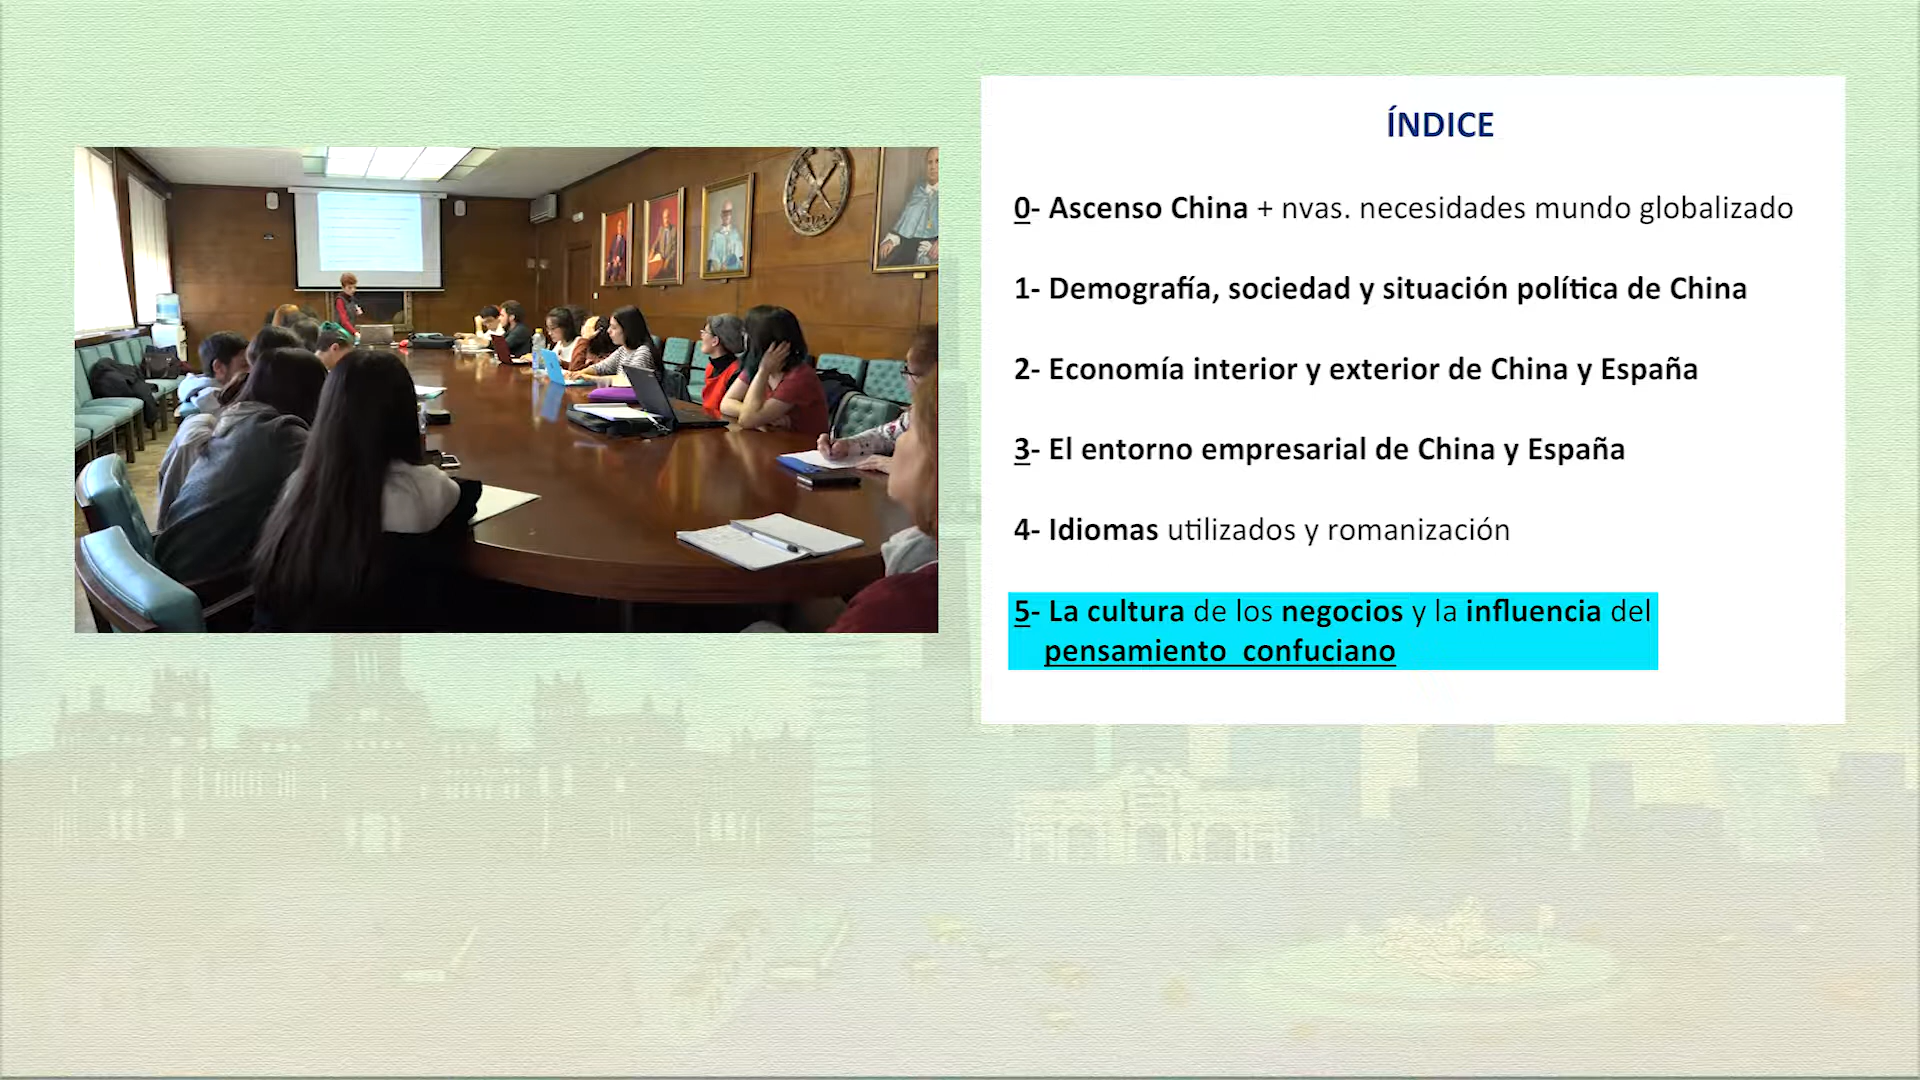 ÍNDICE
0- Ascenso China + nvas. necesidades mundo globalizado
1- Demografía, sociedad y situación política de China
2- Economía interior y exterior de China y España
3- El entorno empresarial de China y España
4- Idiomas utilizados y romanización
5- La cultura de los negocios y la influencia del
pensamiento confuciano